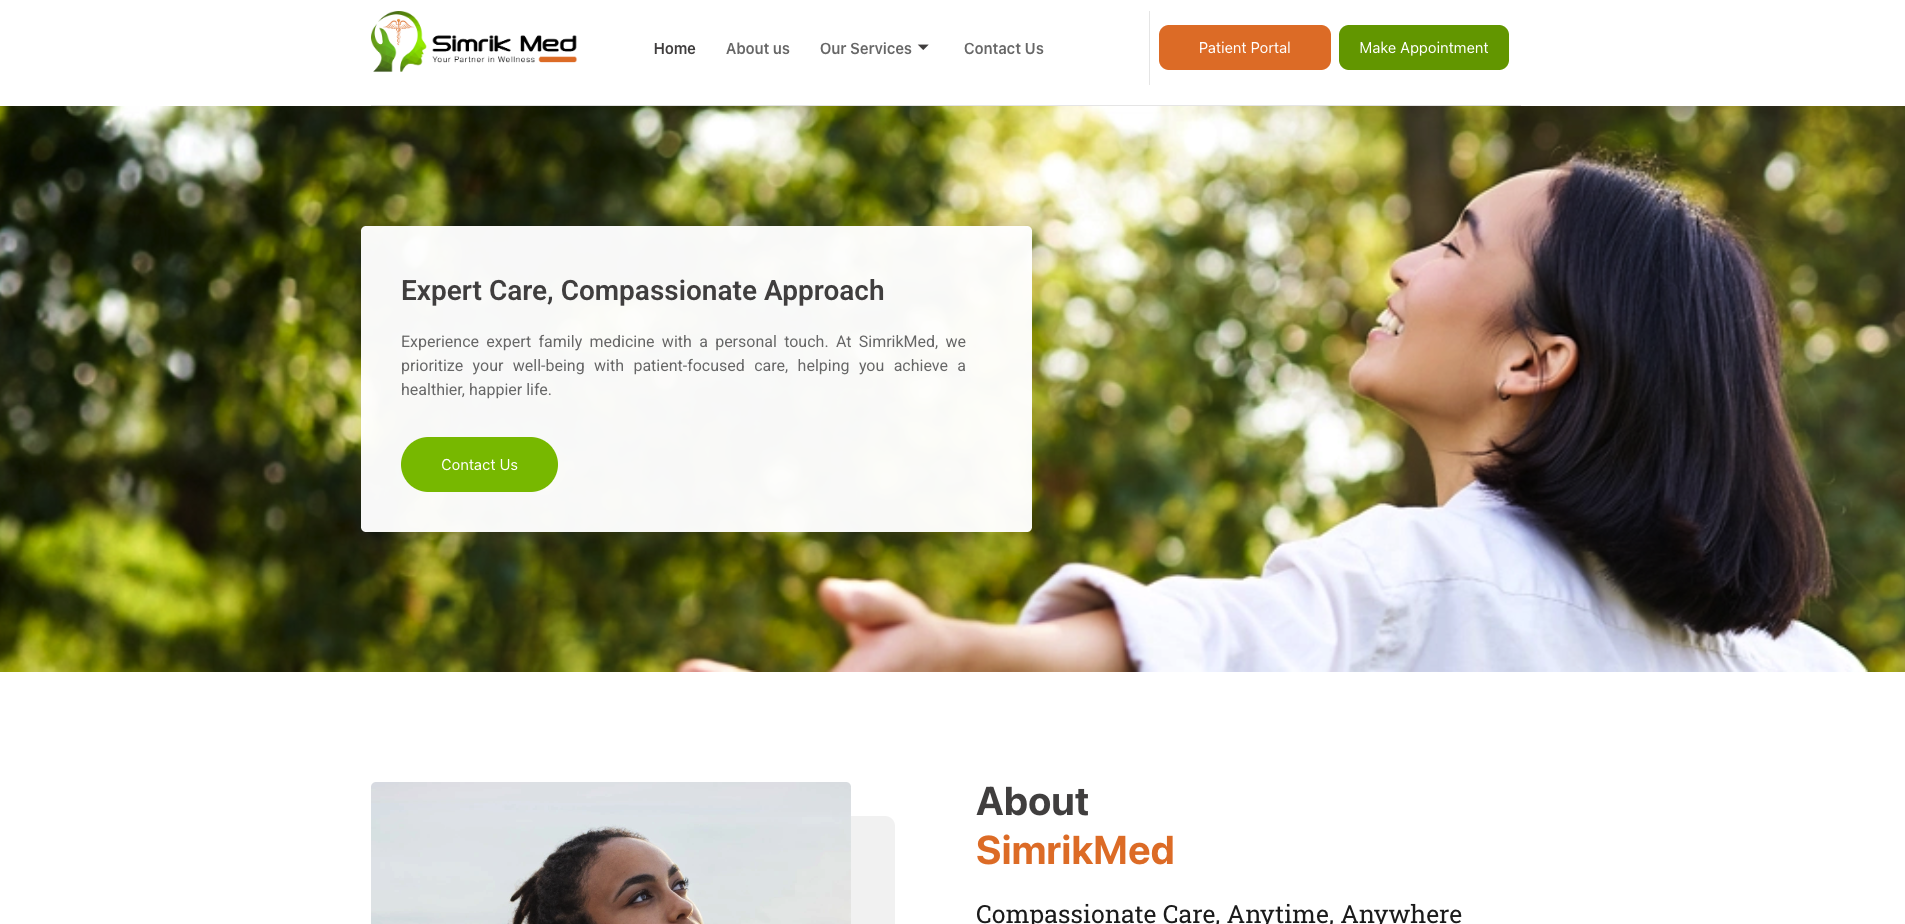 Simrik Med
Your Partner in Wellness
Home
About us
Our Services
Contact Us
Patient Portal
Make Appointment
Expert Care, Compassionate Approach
Experience expert family medicine with a personal touch. At SimrikMed, we
prioritize your well-being with patient-focused care, helping you achieve a
healthier, happier life.
Contact Us
About
SimrikMed
Compassionate Care, Anytime, Anywhere